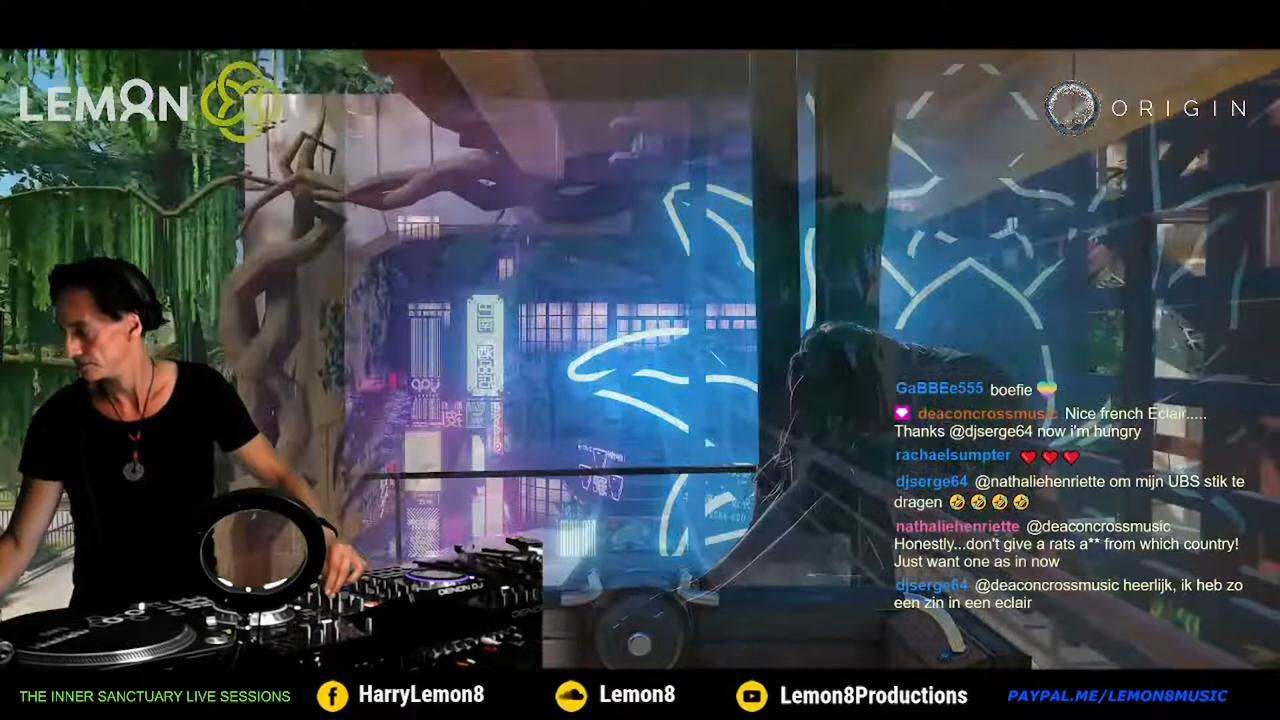 LEMON
ORIGIN
GaBBEe555 boefie
deaconcrossmusic Nice french Eclair.....
Thanks @djserge64 now i'm hungry
rachaelsumpter
djserge64 @nathaliehenriette om mijn UBS stik te
dragen 🤣 🤣 🤣 🤣
nathaliehenriette @deaconcrossmusic
Honestly...don't give a rats a** from which country!
Just want one as in now
djserge64 @deaconcrossmusic heerlijk, ik heb zo
een zin in een eclair
THE INNER SANCTUARY LIVE SESSIONS
HarryLemon8
Lemon8
Lemon8Productions
PAYPAL.ME/LEMON8MUSIC